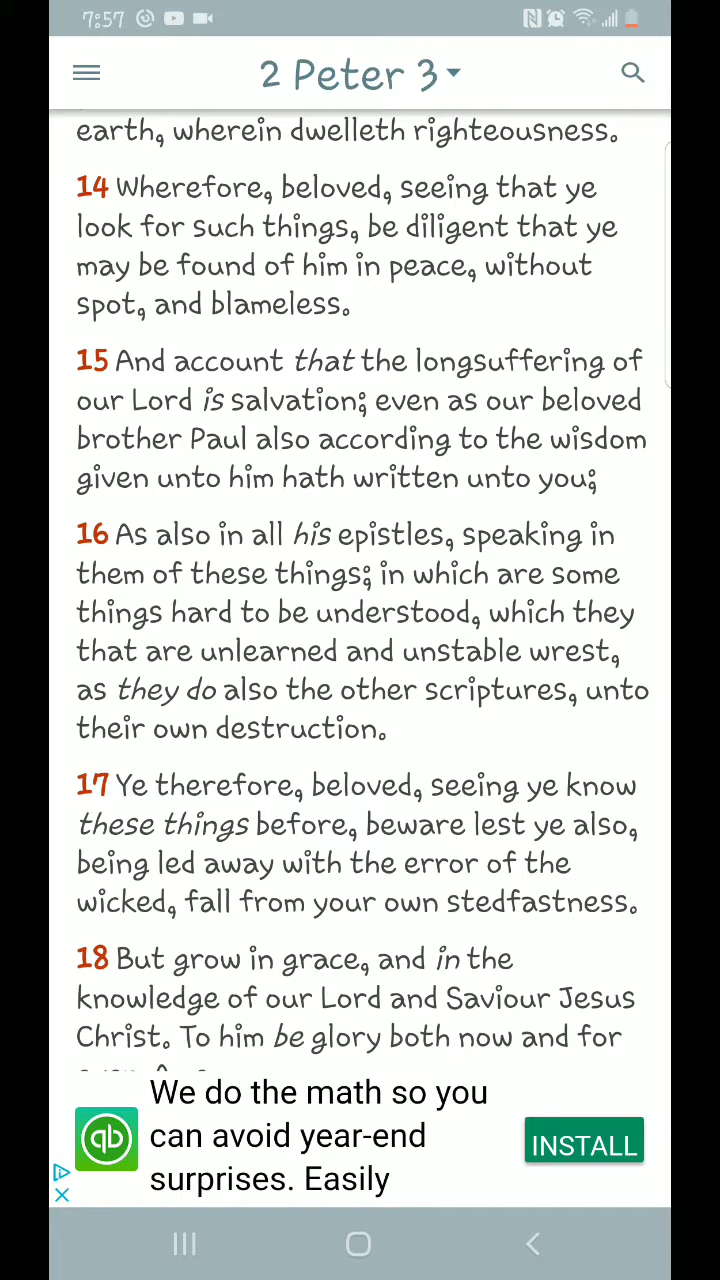 7:57
2 Peter 3
earth, wherein dwelleth righteousness.
14 Wherefore, beloved, seeing that ye
look for such things, be diligent that ye
may be found of him in peace, without
spot, and blameless.
15 And account that the longsuffering of
our Lord is salvation; even as our beloved
brother Paul also according to the wisdom
given unto him hath written unto you;
16 As also in all his epistles, speaking in
them of these things; in which are some
things hard to be understood, which they
that are unlearned and unstable wrest,
as they do also the other scriptures, unto
their own destruction.
17 Ye therefore, beloved, seeing ye know
these things before, beware lest ye also,
being led away with the error of the
wicked, fall from your own stedfastness.
18 But grow in grace, and in the
knowledge of our Lord and Saviour Jesus
Christ. To him be glory both now and for
qb
We do the math so you
can avoid year-end
surprises. Easily
INSTALL